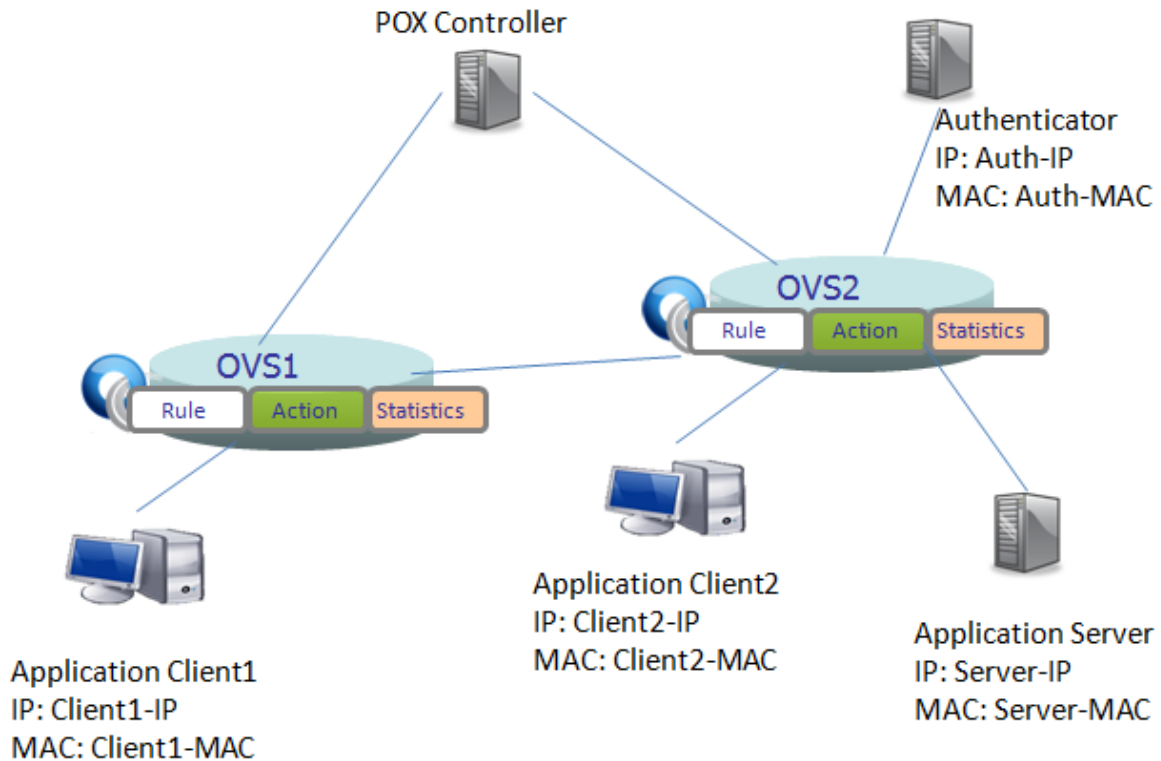 POX Controller
Authenticator
IP: Auth-IP
MAC: Auth-MAC
OVS2
Rule
Action
Statistics
OVS1
Rule
Action
Statistics
Application Client2
IP: Client2-IP
MAC: Client2-MAC
Application Server
IP: Server-IP
MAC: Server-MAC
Application Client1
IP: Client1-IP
MAC: Client1-MAC